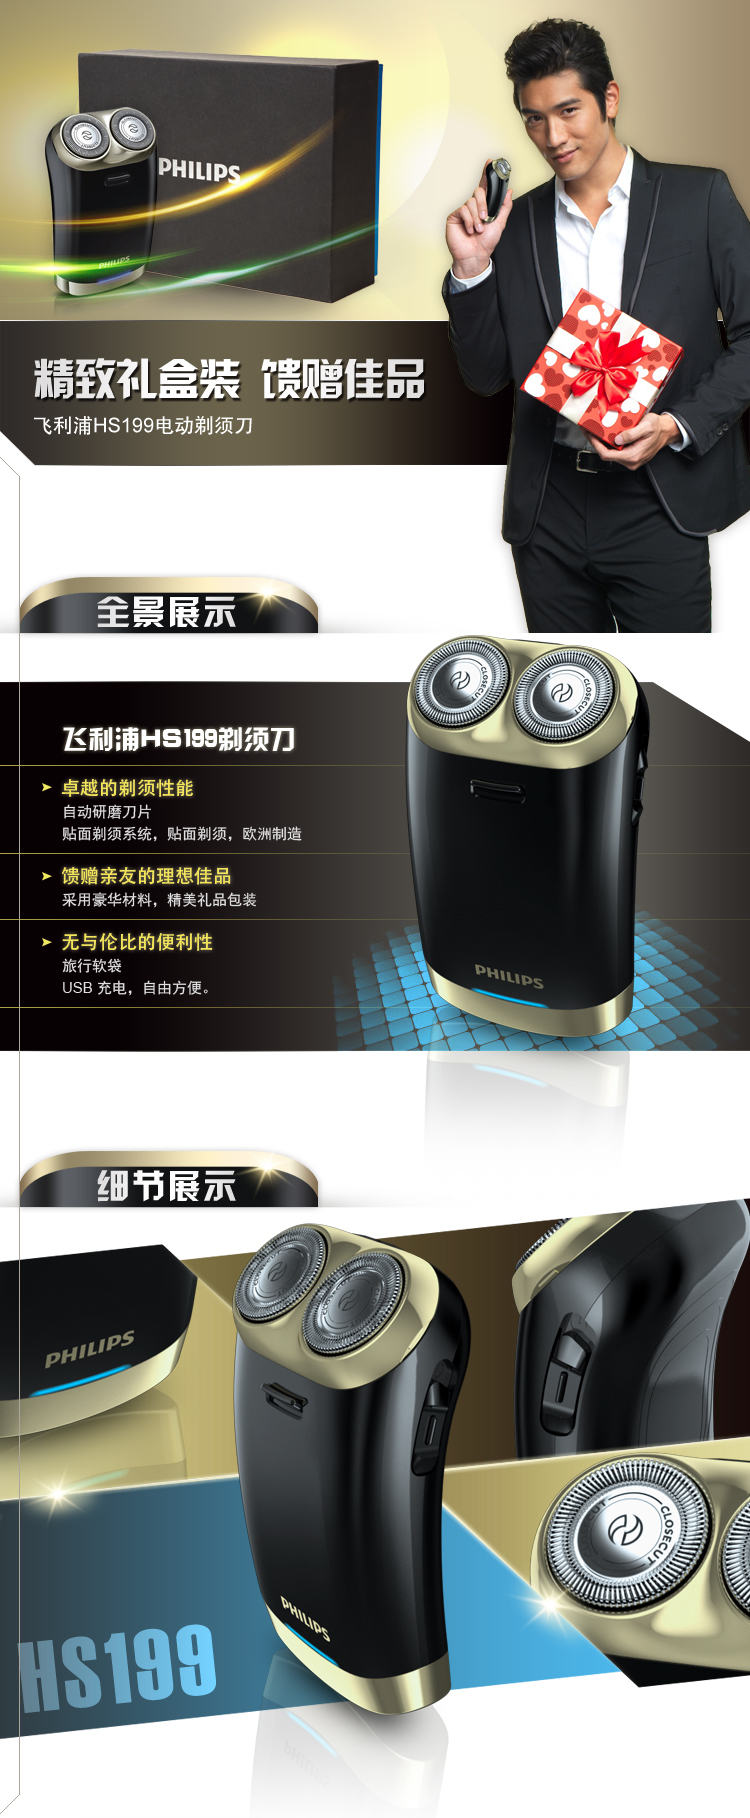 PHILIPS
PHILIPS
精致礼盒装 馈赠佳品
飞利浦HS199电动剃须刀
全景展示
CLOSECUT
CLOSECUT
飞利浦HS199剃须刀
卓越的剃须性能
自动研磨刀片
贴面剃须系统，贴面剃须，欧洲制造
馈赠亲友的理想佳品
采用豪华材料，精美礼品包装
无与伦比的便利性
旅行软袋
USB 充电，自由方便。
PHILIPS
细节展示
PHILIPS
CLOSECUT
PHILIPS
HS199